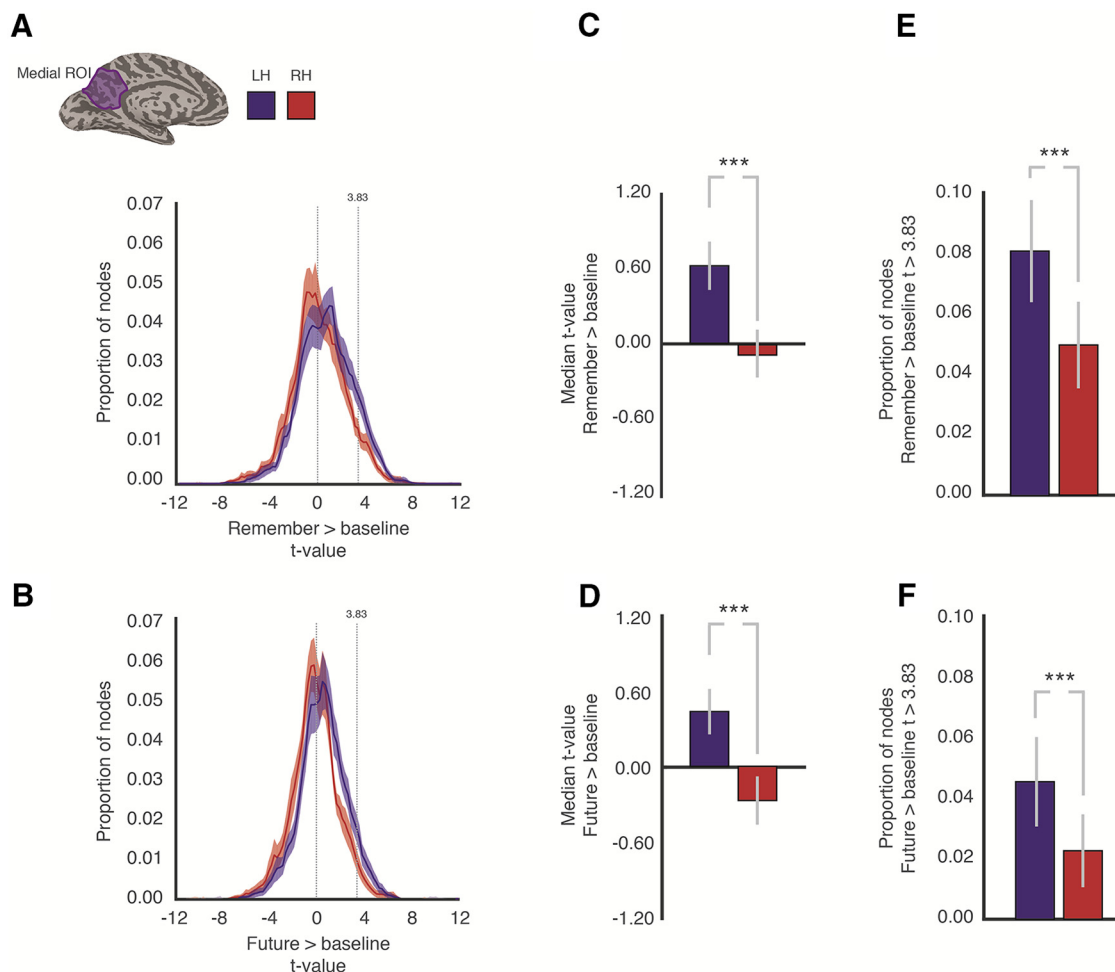 A
Medial ROI
LH
RH
3.83
0.07
0.06
0.05
0.04
0.03
0.02
0.01
0.00
Proportion of nodes
-12
-8
-4
0
4
8
12
Remember > baseline
t-value
B
3.83
0.07
0.06
0.05
0.04
0.03
0.02
0.01
0.00
Proportion of nodes
-12
-8
-4
0
4
8
12
Future > baseline
t-value
C
***
1.20
0.60
0.00
-0.60
-1.20
Median t-value
Remember > baseline
D
***
1.20
0.60
0.00
-0.60
-1.20
Median t-value
Future > baseline
E
***
0.10
0.08
0.06
0.04
0.02
0.00
Proportion of nodes
Remember > baseline t > 3.83
F
***
0.10
0.08
0.06
0.04
0.02
0.00
Proportion of nodes
Future > baseline t > 3.83